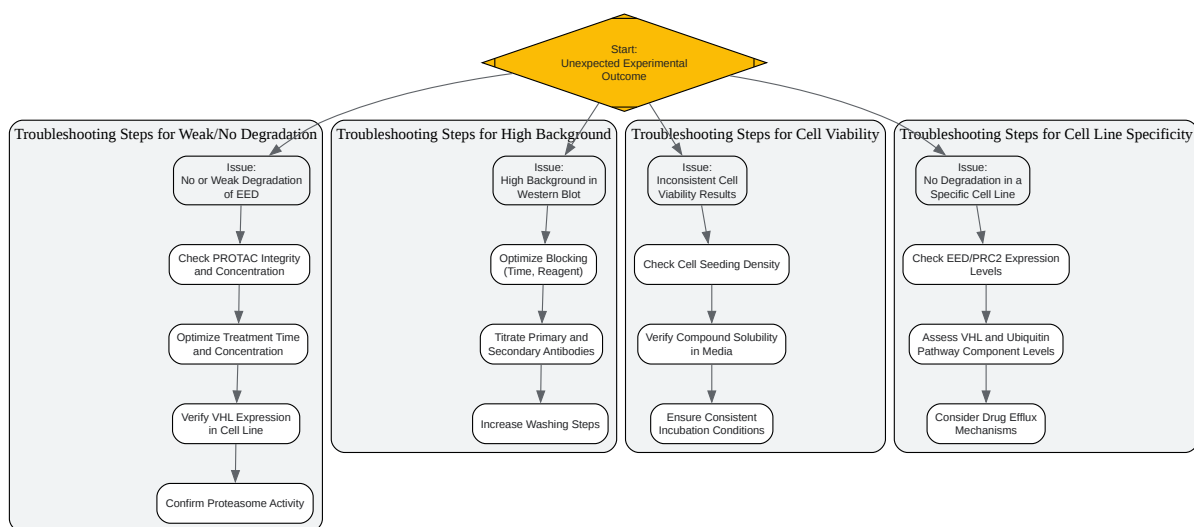 Start:
Unexpected Experimental
Outcome
Troubleshooting Steps for Weak/No Degradation
Issue:
No or Weak Degradation
of EED
Check PROTAC Integrity
and Concentration
Optimize Treatment Time
and Concentration
Verify VHL Expression
in Cell Line
Confirm Proteasome Activity
Troubleshooting Steps for High Background
Issue:
High Background in
Western Blot
Optimize Blocking
(Time, Reagent)
Titrate Primary and
Secondary Antibodies
Increase Washing Steps
Troubleshooting Steps for Cell Viability
Issue:
Inconsistent Cell
Viability Results
Check Cell Seeding Density
Verify Compound Solubility
in Media
Ensure Consistent
Incubation Conditions
Troubleshooting Steps for Cell Line Specificity
Issue:
No Degradation in a
Specific Cell Line
Check EED/PRC2 Expression
Levels
Assess VHL and Ubiquitin
Pathway Component Levels
Consider Drug Efflux
Mechanisms